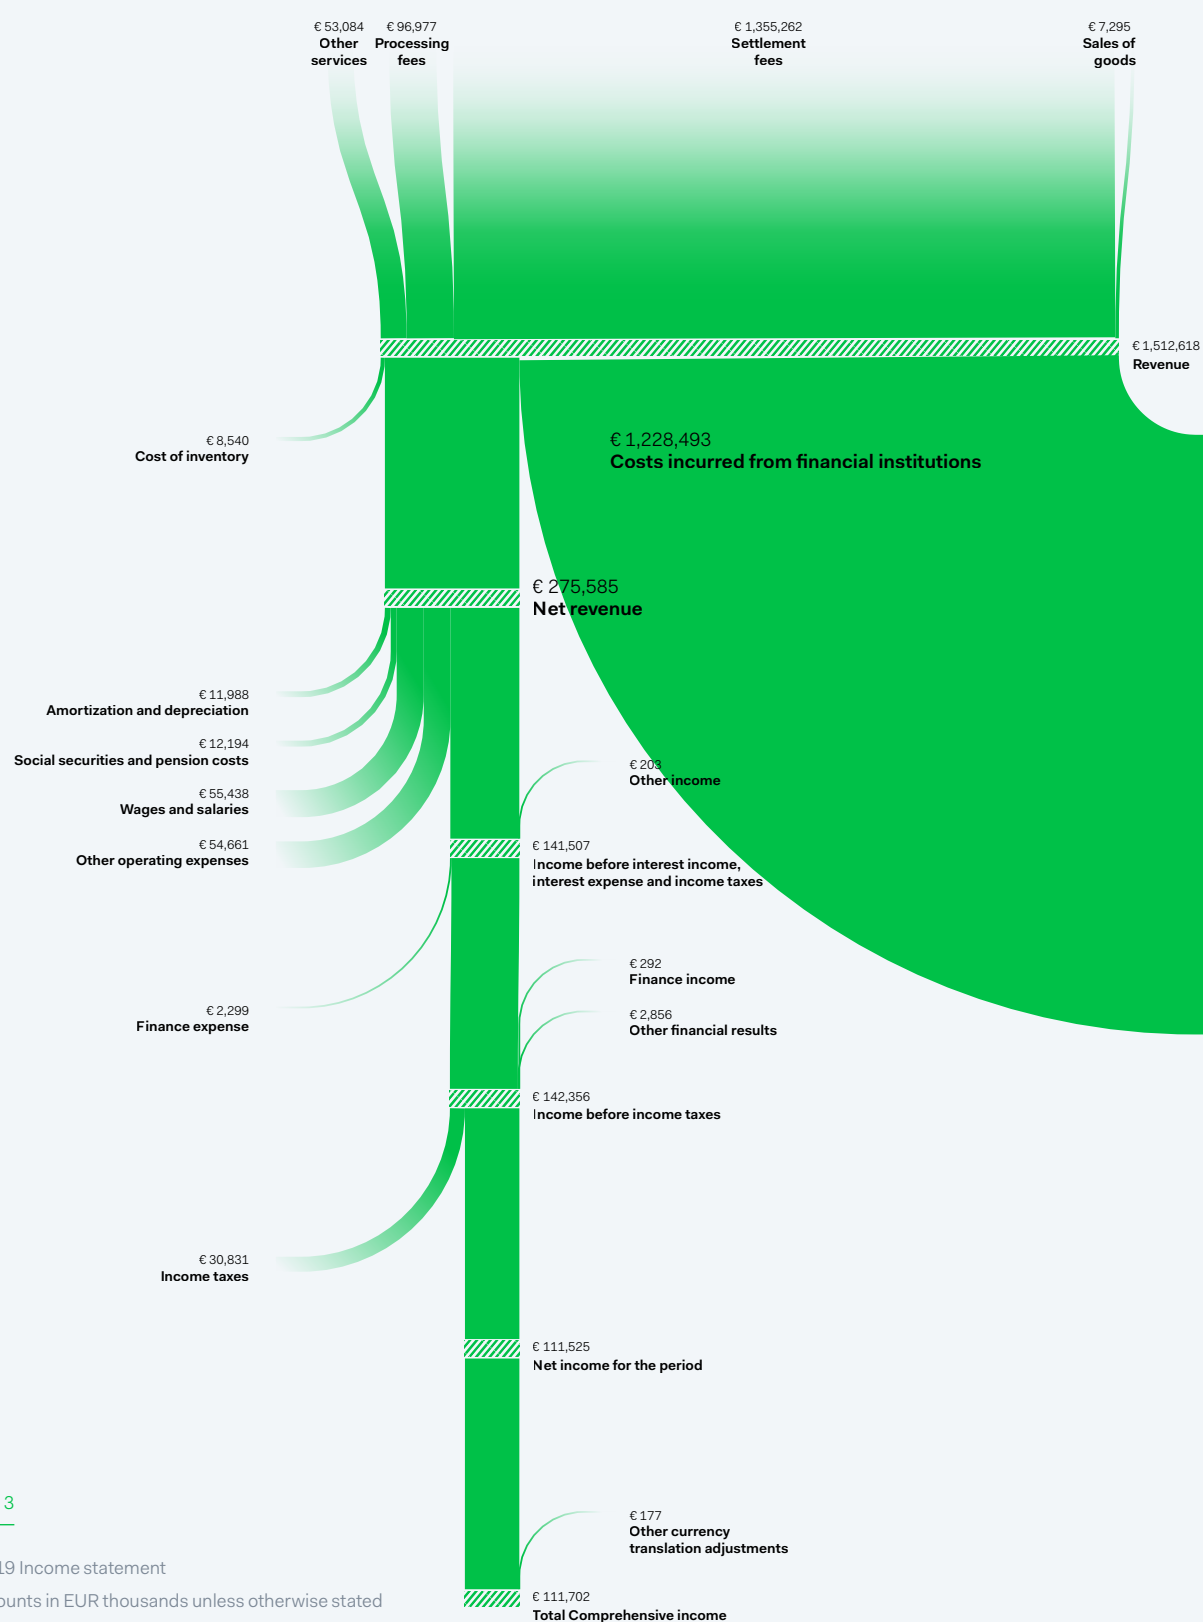 € 53,084
Other
services
€ 96,977
Processing
fees
€ 1,355,262
Settlement
fees
€ 7,295
Sales of
goods
€ 1,512,618
Revenue
€ 8,540
Cost of inventory
€ 1,228,493
Costs incurred from financial institutions
€ 275,585
Net revenue
€ 11,988
Amortization and depreciation
€ 12,194
Social securities and pension costs
€ 55,438
Wages and salaries
€ 54,661
Other operating expenses
€ 203
Other income
€ 141,507
Income before interest income,
interest expense and income taxes
€ 2,299
Finance expense
€ 292
Finance income
€ 2,856
Other financial results
€ 142,356
Income before income taxes
€ 30,831
Income taxes
€ 111,525
Net income for the period
€ 177
Other currency
translation adjustments
€ 111,702
Total Comprehensive income
3
19 Income statement
ounts in EUR thousands unless otherwise stated